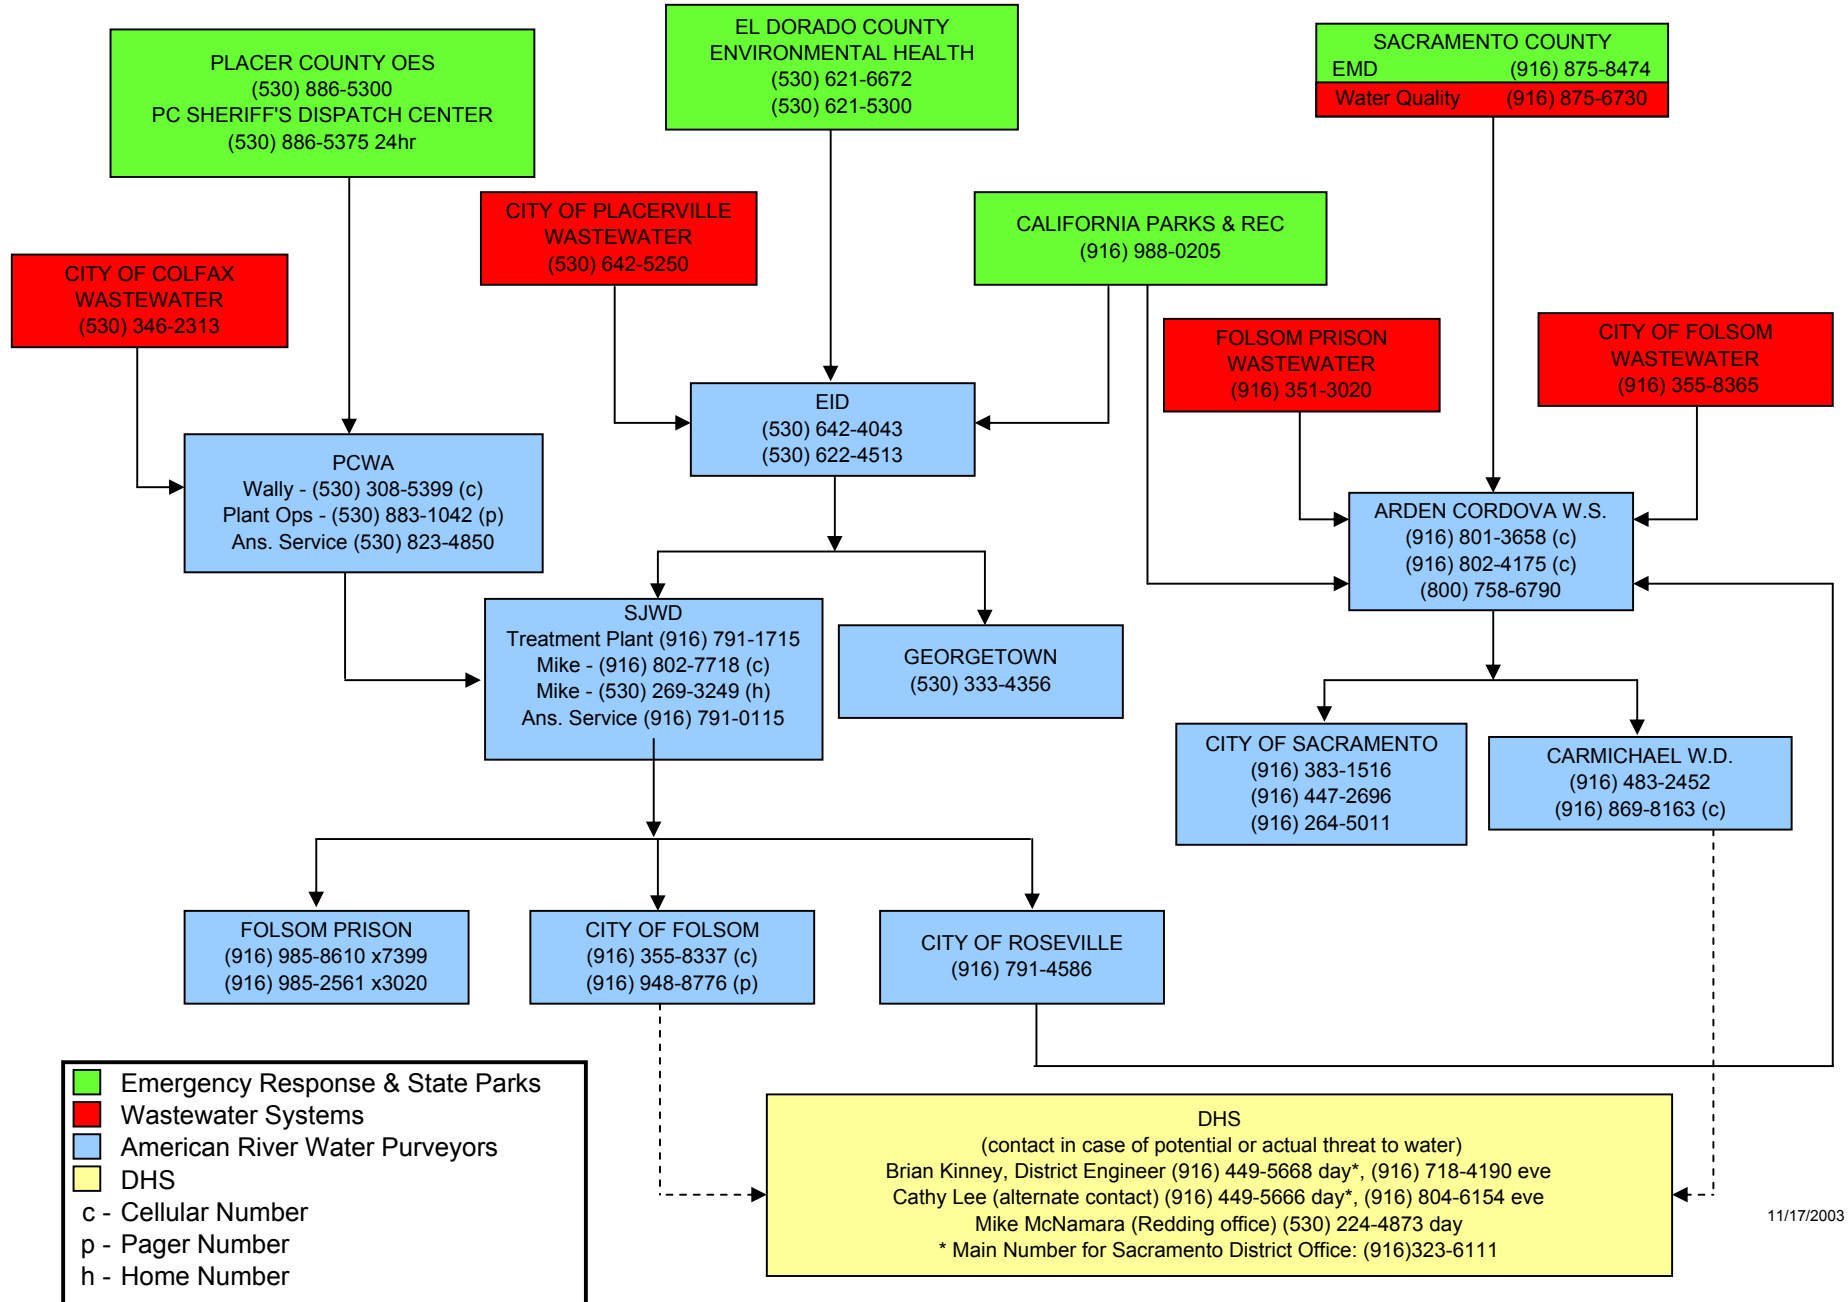 PLACER COUNTY OES
(530) 886-5300
PC SHERIFF'S DISPATCH CENTER
(530) 886-5375 24hr
EL DORADO COUNTY
ENVIRONMENTAL HEALTH
(530) 621-6672
(530) 621-5300
SACRAMENTO COUNTY
EMD (916) 875-8474
Water Quality (916) 875-6730
CITY OF COLFAX
WASTEWATER
(530) 346-2313
CITY OF PLACERVILLE
WASTEWATER
(530) 642-5250
CALIFORNIA PARKS & REC
(916) 988-0205
FOLSOM PRISON
WASTEWATER
(916) 351-3020
CITY OF FOLSOM
WASTEWATER
(916) 355-8365
PCWA
Wally - (530) 308-5399 (c)
Plant Ops - (530) 883-1042 (p)
Ans. Service (530) 823-4850
EID
(530) 642-4043
(530) 622-4513
ARDEN CORDOVA W.S.
(916) 801-3658 (c)
(916) 802-4175 (c)
(800) 758-6790
SJWD
Treatment Plant (916) 791-1715
Mike - (916) 802-7718 (c)
Mike - (530) 269-3249 (h)
Ans. Service (916) 791-0115
GEORGETOWN
(530) 333-4356
CITY OF SACRAMENTO
(916) 383-1516
(916) 447-2696
(916) 264-5011
CARMICHAEL W.D.
(916) 483-2452
(916) 869-8163 (c)
FOLSOM PRISON
(916) 985-8610 x7399
(916) 985-2561 x3020
CITY OF FOLSOM
(916) 355-8337 (c)
(916) 948-8776 (p)
CITY OF ROSEVILLE
(916) 791-4586
Emergency Response & State Parks
Wastewater Systems
American River Water Purveyors
DHS
c - Cellular Number
p - Pager Number
h - Home Number
DHS
(contact in case of potential or actual threat to water)
Brian Kinney, District Engineer (916) 449-5668 day*, (916) 718-4190 eve
Cathy Lee (alternate contact) (916) 449-5666 day*, (916) 804-6154 eve
Mike McNamara (Redding office) (530) 224-4873 day
* Main Number for Sacramento District Office: (916)323-6111
11/17/2003